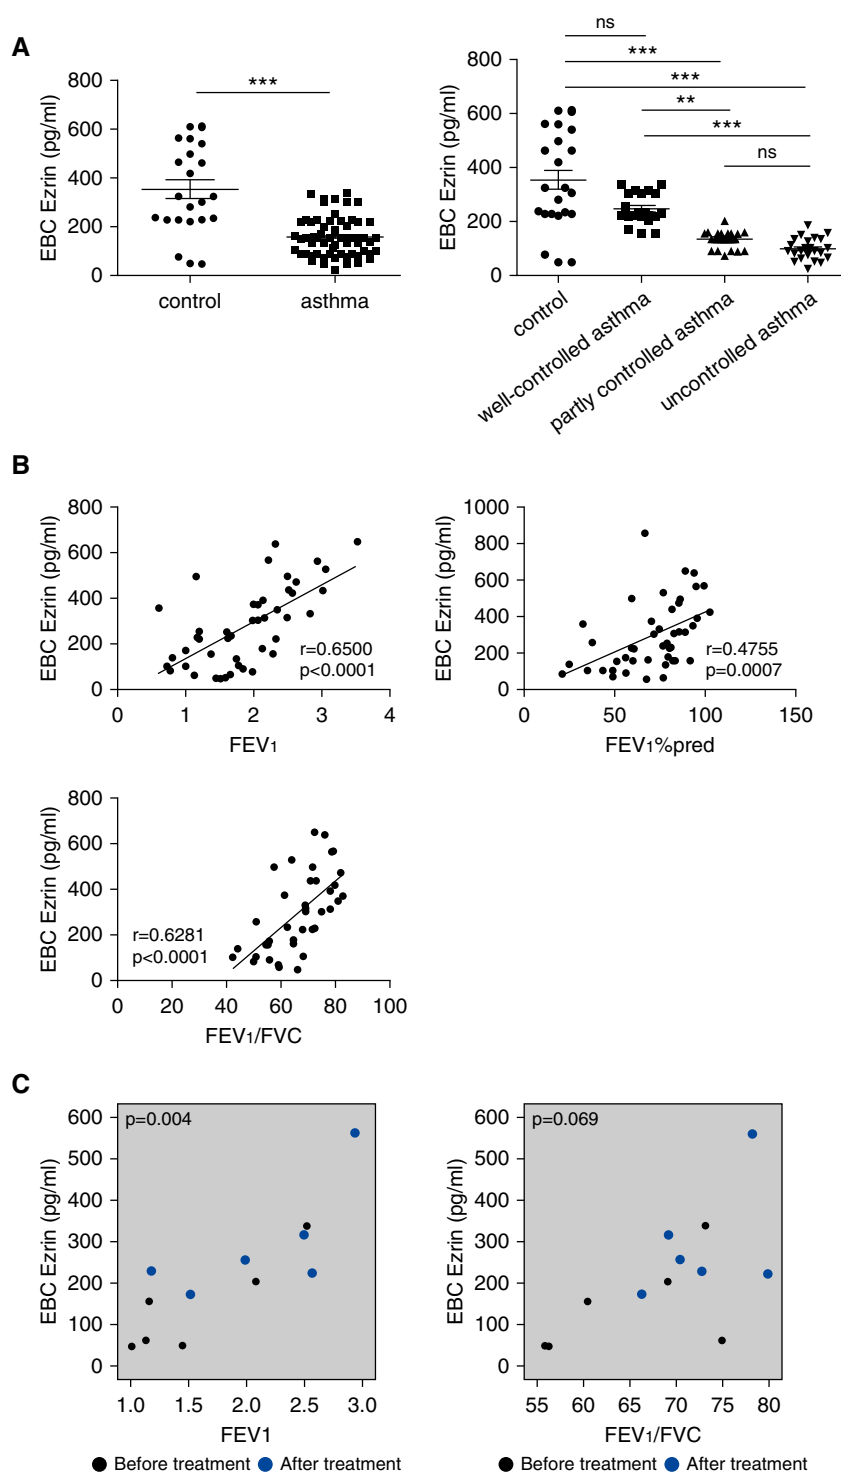 A
EBC Ezrin (pg/ml)
800
600
400
200
0
***
control
asthma
EBC Ezrin (pg/ml)
800
600
400
200
0
ns
***
***
**
***
ns
control
well-controlled asthma
partly controlled asthma
uncontrolled asthma
B
EBC Ezrin (pg/ml)
800
600
400
200
0
r=0.6500
p<0.0001
0 1 2 3 4
FEV1
EBC Ezrin (pg/ml)
1000
800
600
400
200
0
r=0.4755
p=0.0007
0 50 100 150
FEV1%pred
EBC Ezrin (pg/ml)
800
600
400
200
0
r=0.6281
p<0.0001
0 20 40 60 80 100
FEV1/FVC
C
EBC Ezrin (pg/ml)
600
500
400
300
200
100
0
p=0.004
1.0 1.5 2.0 2.5 3.0
FEV1
Before treatment After treatment
EBC Ezrin (pg/ml)
600
500
400
300
200
100
0
p=0.069
55 60 65 70 75 80
FEV1/FVC
Before treatment After treatment